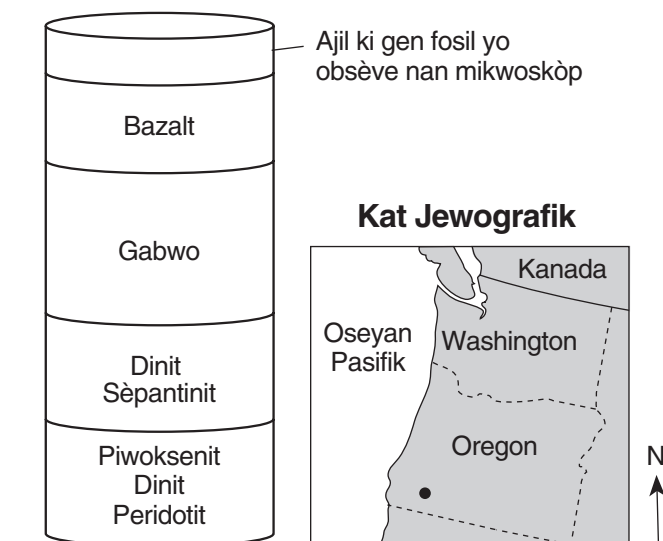 Ajil ki gen fosil yo
obsève nan mikwoskòp
Bazalt
Gabwo
Dinit
Sèpantinit
Piwoksenit
Dinit
Peridotit
Kat Jewografik
Kanada
Oseyan
Pasifik
Washington
Oregon
N